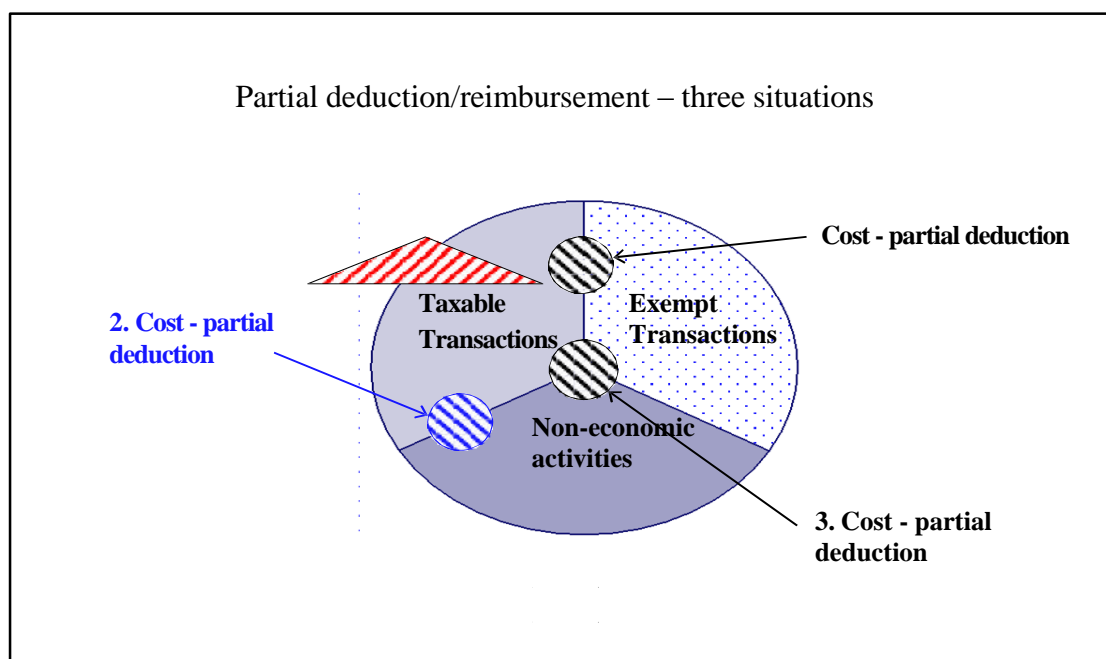 Partial deduction/reimbursement – three situations
Cost - partial deduction
Taxable
Transactions
Exempt
Transactions
2. Cost - partial
deduction
Non-economic
activities
3. Cost - partial
deduction